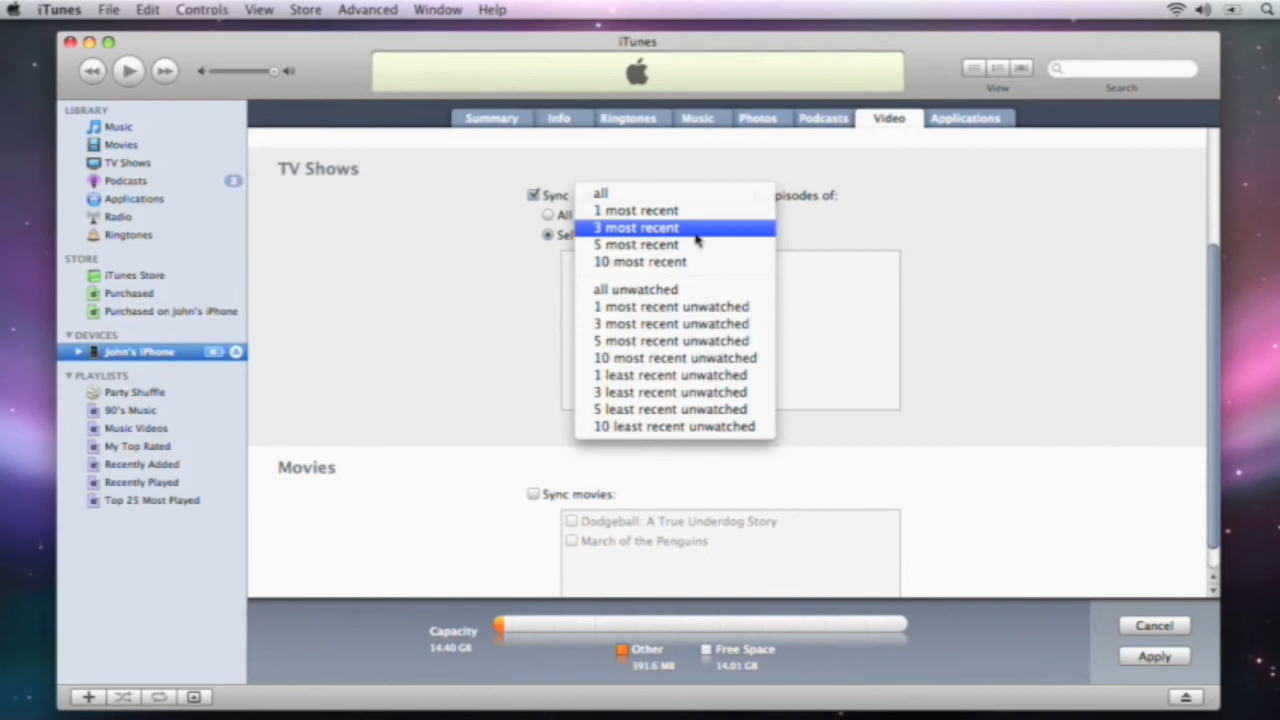 iTunes File Edit Controls View Store Advanced Window Help
iTunes
View
Search
LIBRARY
Music
Movies
TV Shows
Podcasts
Applications
Radio
Ringtones
STORE
iTunes Store
Purchased
Purchased on John's iPhone
DEVICES
John's iPhone
PLAYLISTS
Party Shuffle
90's Music
Music Videos
My Top Rated
Recently Added
Recently Played
Top 25 Most Played
Summary Info Ringtones Music Photos Podcasts Video Applications
TV Shows
Sync
pisodes of:
All
Sel
all
1 most recent
3 most recent
5 most recent
10 most recent
all unwatched
1 most recent unwatched
3 most recent unwatched
5 most recent unwatched
10 most recent unwatched
1 least recent unwatched
3 least recent unwatched
5 least recent unwatched
10 least recent unwatched
Movies
Sync movies:
Dodgeball: A True Underdog Story
March of the Penguins
Capacity
14.40 GB
Other
391.6 MB
Free Space
14.01 GB
Cancel
Apply